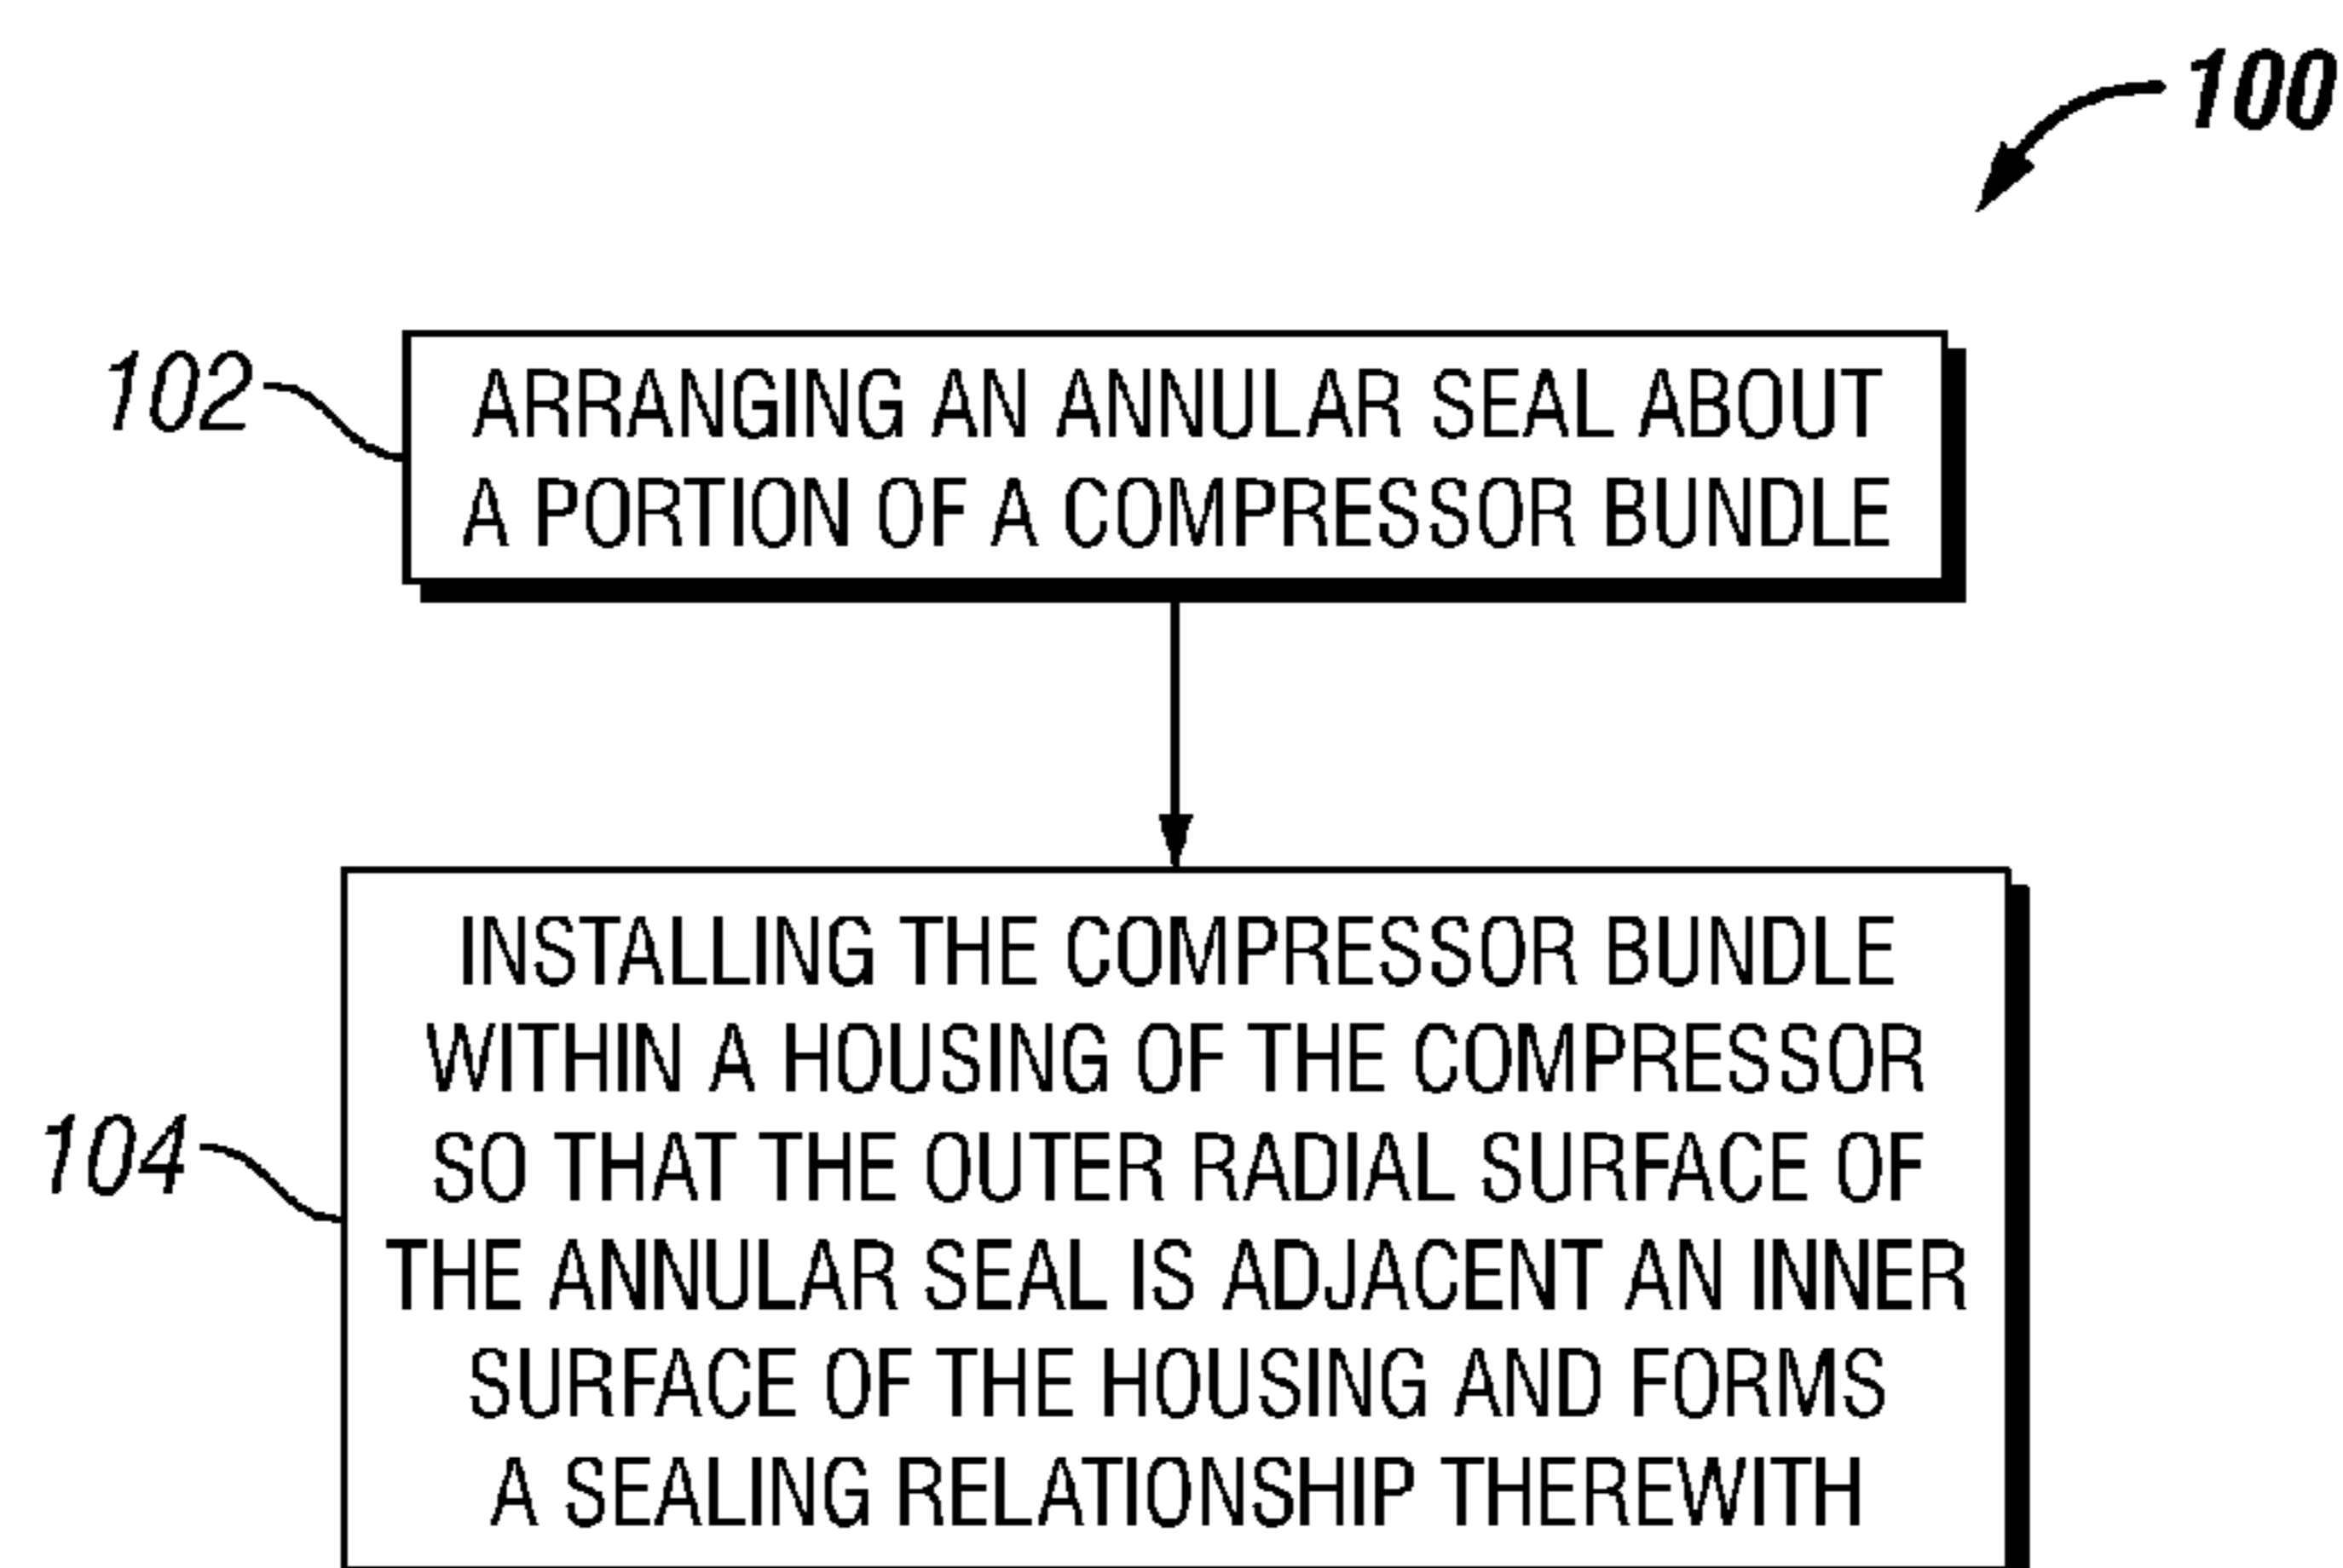 100
102
ARRANGING AN ANNULAR SEAL ABOUT
A PORTION OF A COMPRESSOR BUNDLE
104
INSTALLING THE COMPRESSOR BUNDLE
WITHIN A HOUSING OF THE COMPRESSOR
SO THAT THE OUTER RADIAL SURFACE OF
THE ANNULAR SEAL IS ADJACENT AN INNER
SURFACE OF THE HOUSING AND FORMS
A SEALING RELATIONSHIP THEREWITH